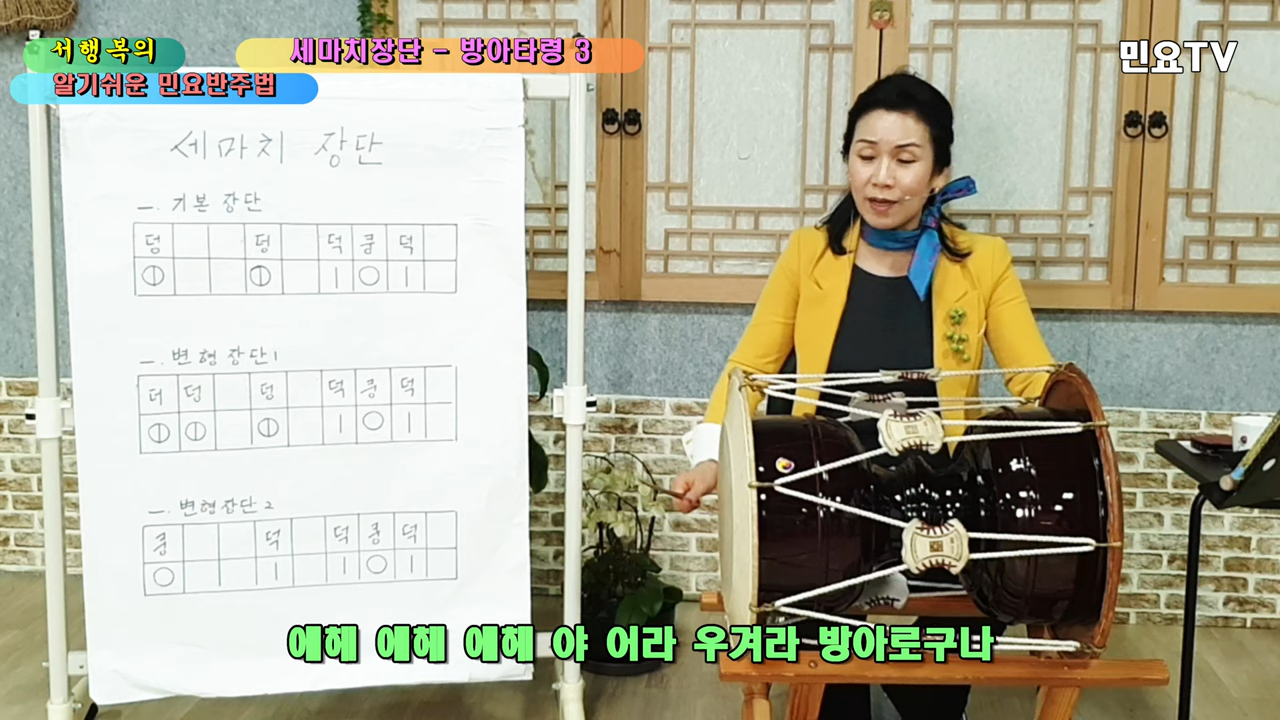 서행복의
세마치장단 - 방아타령 3
민요TV
알기쉬운 민요반주법
세마치 장단
一. 기본장단
덩 덩 덕 쿵 덕
一. 변형장단1
더 덩 덩 덕 쿵 덕
一. 변형장단2
쿵 덕 덕 쿵 덕
에헤 에헤 에헤 야 어라 우겨라 방아로구나